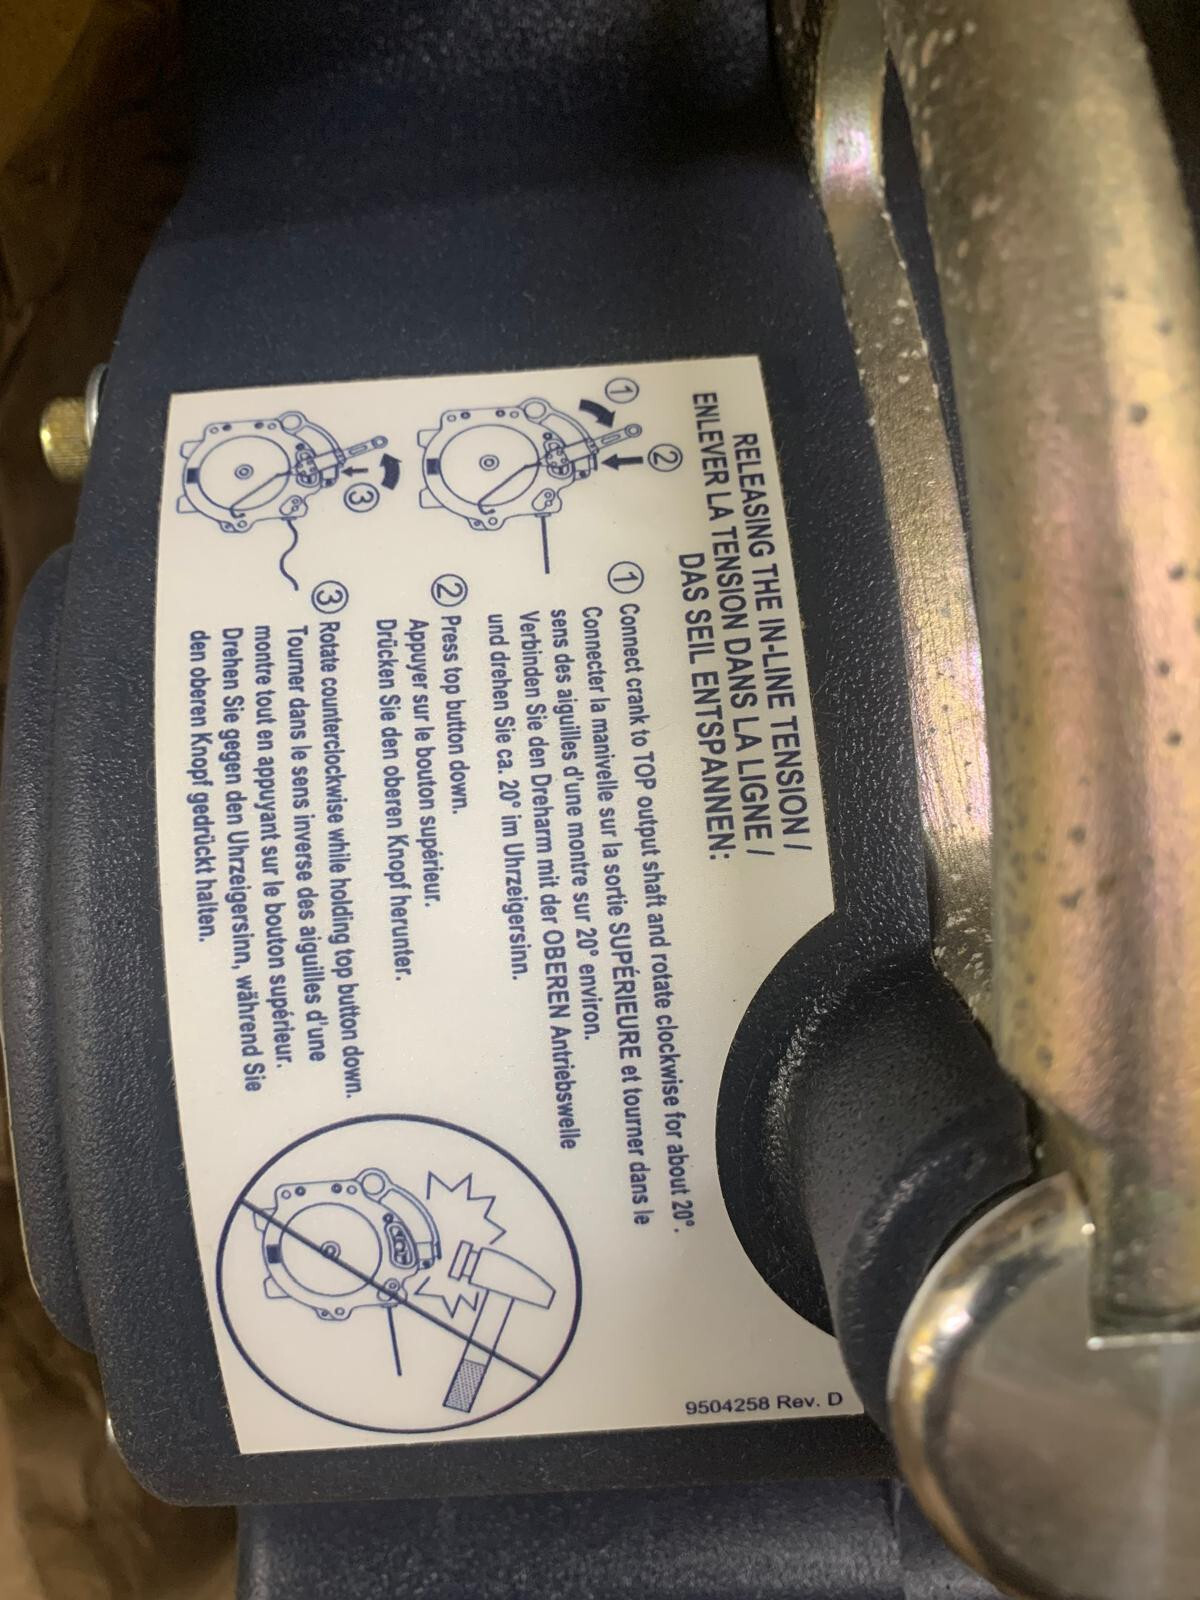 RELEASING THE IN-LINE TENSION /
ENLEVER LA TENSION DANS LA LIGNE /
DAS SEIL ENTSPANNEN:
1
2
① Connect crank to TOP output shaft and rotate clockwise for about 20°.
Connecter la manivelle sur la sortie SUPÉRIEURE et tourner dans le
sens des aiguilles d'une montre sur 20° environ.
Verbinden Sie den Dreharm mit der OBEREN Antriebswelle
und drehen Sie ca. 20° im Uhrzeigersinn.
② Press top button down.
Appuyer sur le bouton supérieur.
Drücken Sie den oberen Knopf herunter.
3
③ Rotate counterclockwise while holding top button down.
Tourner dans le sens inverse des aiguilles d'une
montre tout en appuyant sur le bouton supérieur.
Drehen Sie gegen den Uhrzeigersinn, während Sie
den oberen Knopf gedrückt halten.
9504258 Rev. D